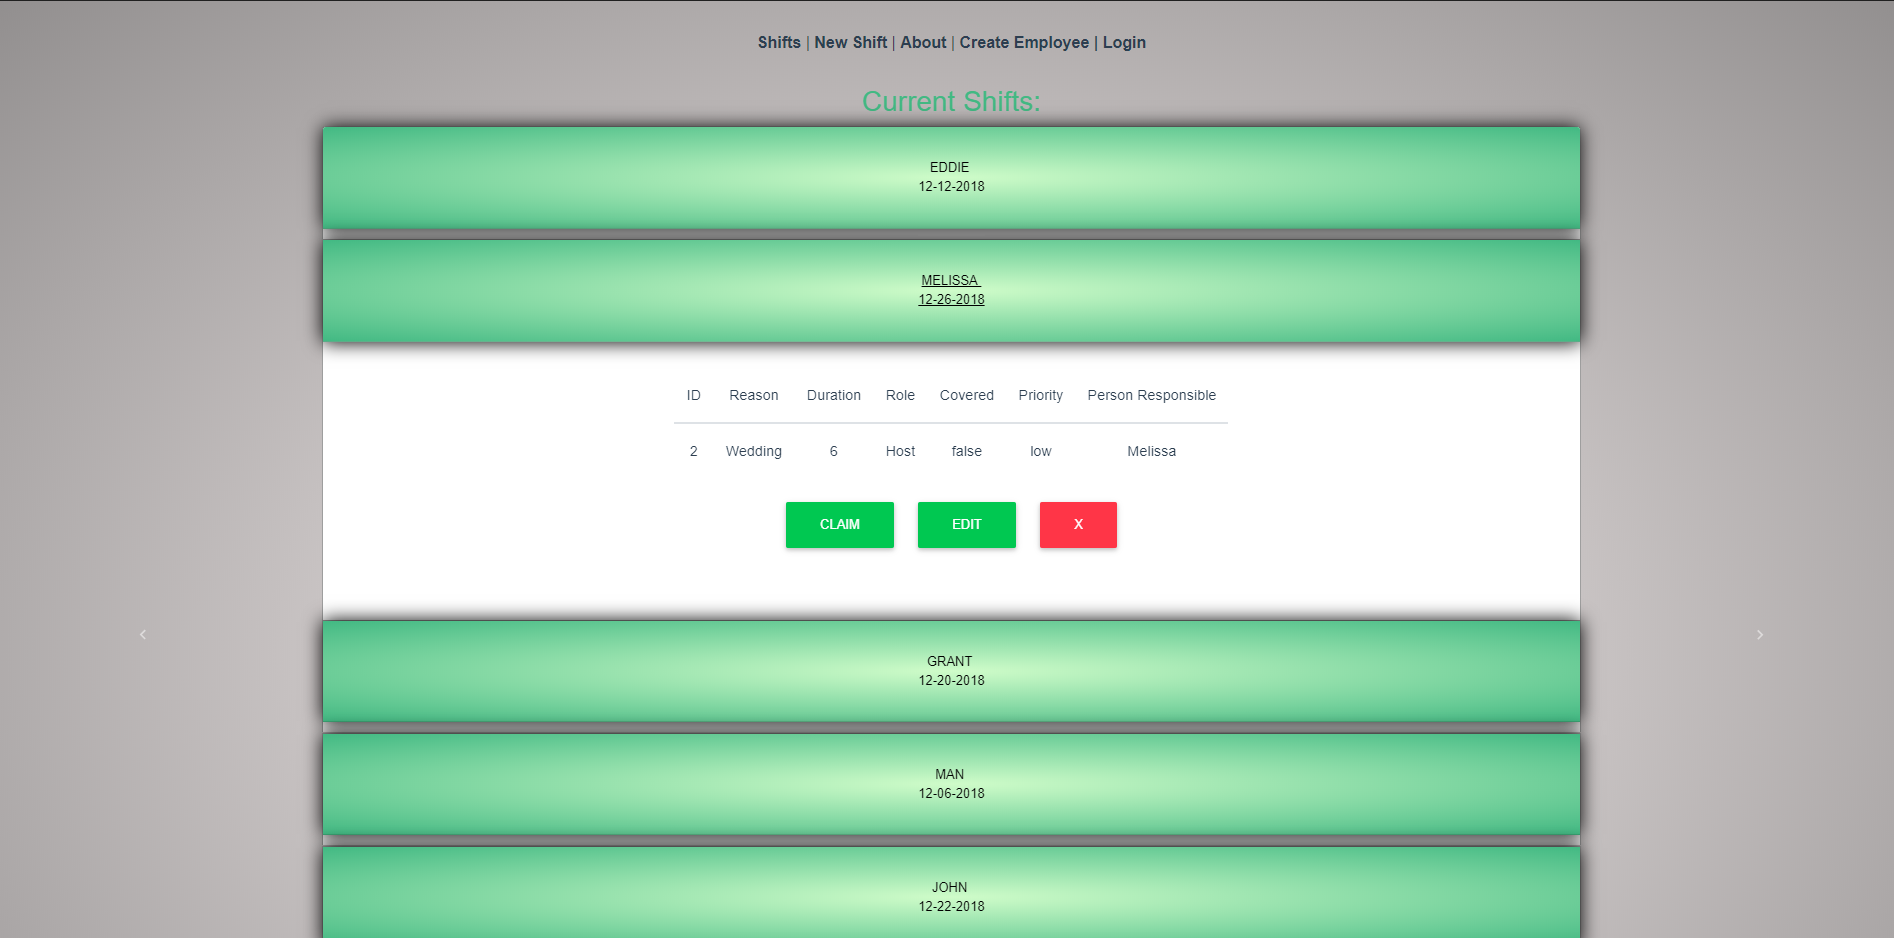 Shifts | New Shift | About | Create Employee | Login
Current Shifts:
EDDIE
12-12-2018
MELISSA
12-26-2018
ID Reason Duration Role Covered Priority Person Responsible
2 Wedding 6 Host false low Melissa
CLAIM EDIT X
GRANT
12-20-2018
MAN
12-06-2018
JOHN
12-22-2018